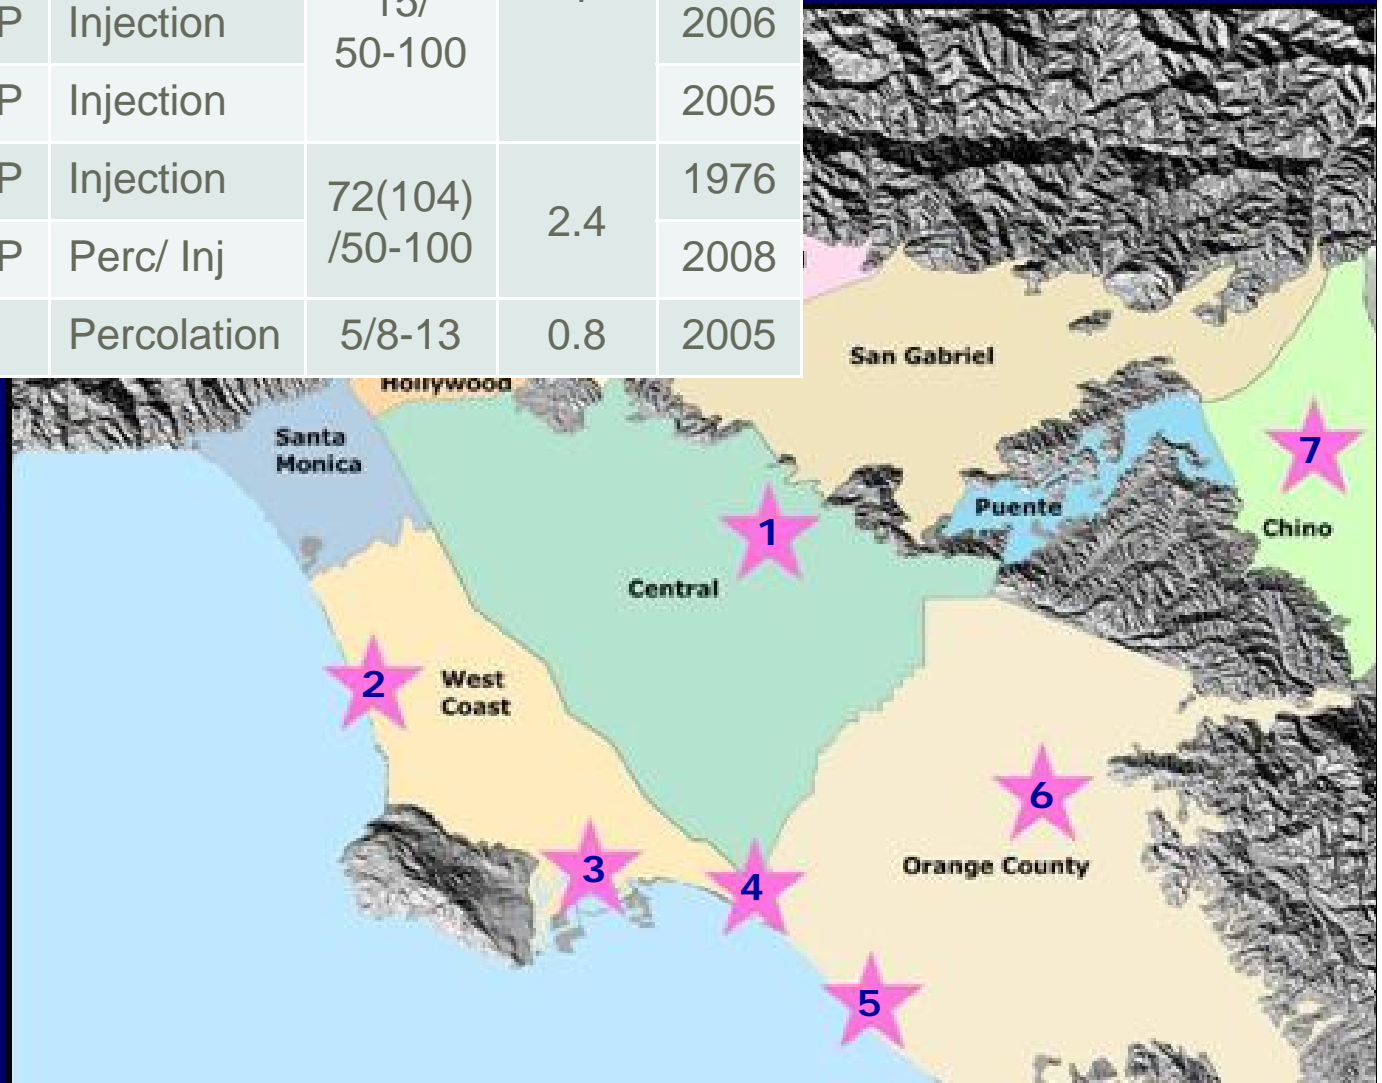 P Injection 2006
50-100
P Injection 2005
P Injection 72(104)
/50-100 2.4 1976
P Perc/ Inj 2008
Percolation 5/8-13 0.8 2005
San Gabriel
Hollywood
Santa
Monica
7
Puente
Chino
1
Central
2
West
Coast
6
3
4
Orange County
5